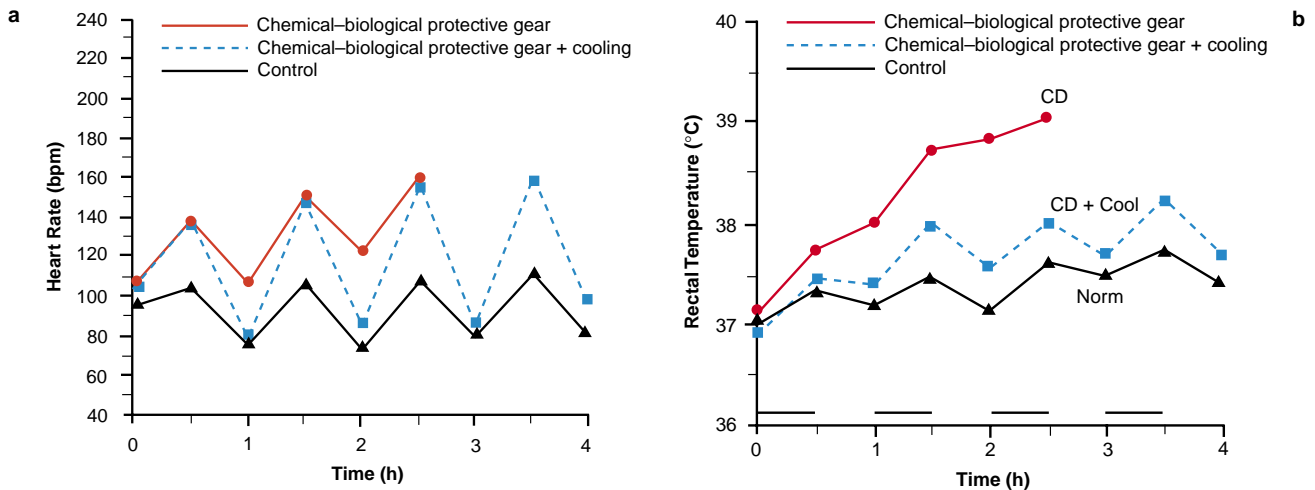 a
240
220
200
180
160
140
120
100
80
60
40
Heart Rate (bpm)
Chemical–biological protective gear
Chemical–biological protective gear + cooling
Control
0 1 2 3 4
Time (h)
b
40
39
38
37
36
Rectal Temperature (°C)
Chemical–biological protective gear
Chemical–biological protective gear + cooling
Control
CD
CD + Cool
Norm
0 1 2 3 4
Time (h)